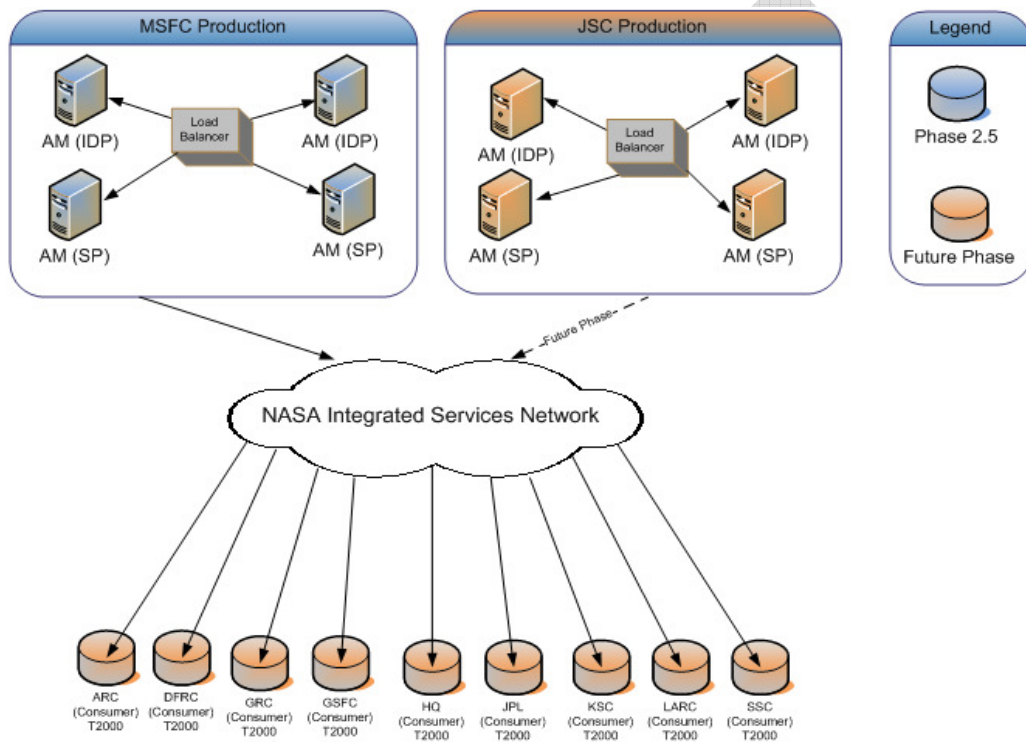 MSFC Production
AM (IDP)
Load
Balancer
AM (IDP)
AM (SP)
AM (SP)
JSC Production
AM (IDP)
Load
Balancer
AM (IDP)
AM (SP)
AM (SP)
Legend
Phase 2.5
Future Phase
Future Phase
NASA Integrated Services Network
ARC
(Consumer)
T2000
DFRC
(Consumer)
T2000
GRC
(Consumer)
T2000
GSFC
(Consumer)
T2000
HQ
(Consumer)
T2000
JPL
(Consumer)
T2000
KSC
(Consumer)
T2000
LARC
(Consumer)
T2000
SSC
(Consumer)
T2000